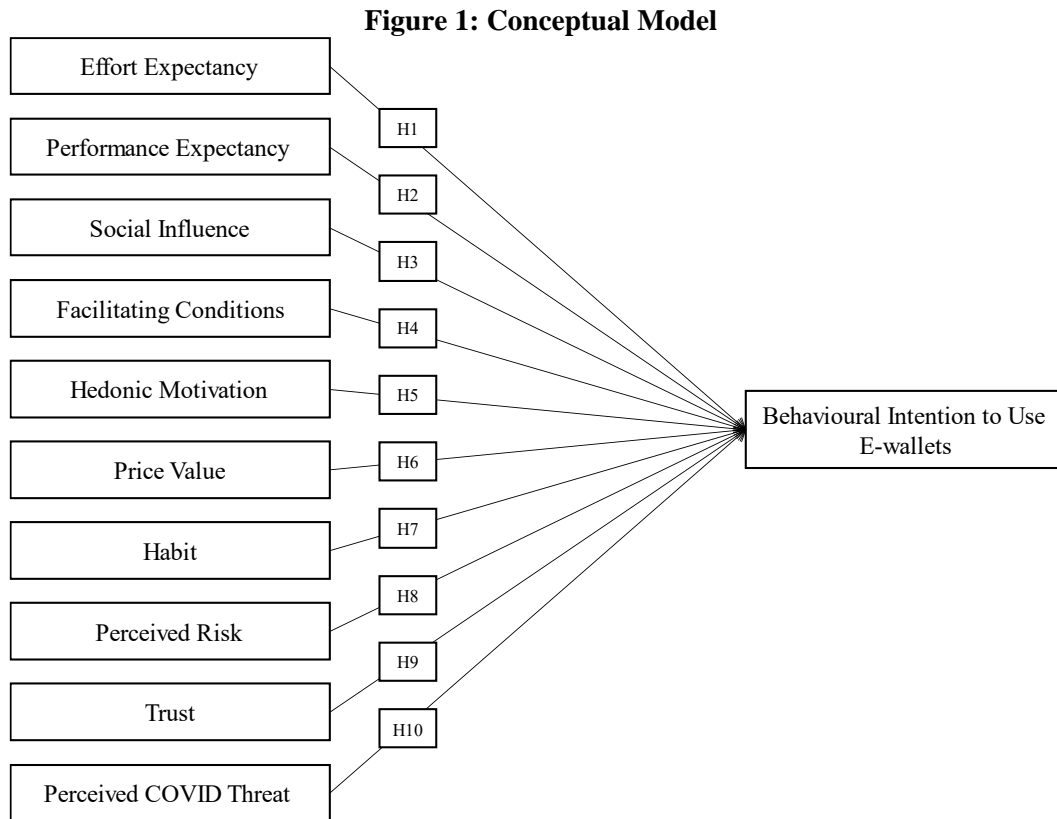 Figure 1: Conceptual Model
Effort Expectancy
H1
Performance Expectancy
H2
Social Influence
H3
Facilitating Conditions
H4
Hedonic Motivation
H5
Behavioural Intention to Use
E-wallets
Price Value
H6
Habit
H7
Perceived Risk
H8
Trust
H9
Perceived COVID Threat
H10